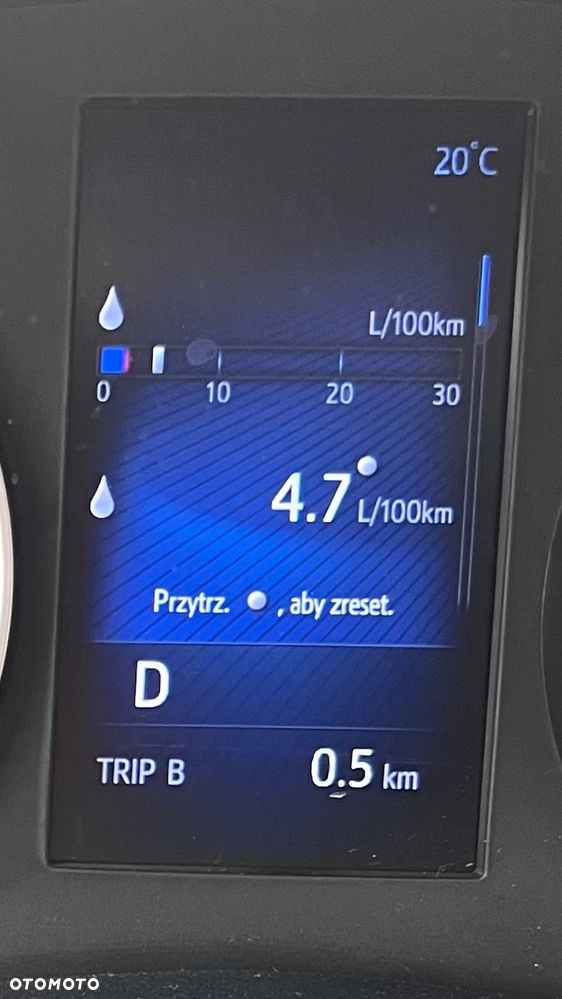 20°C
L/100km
0 10 20 30
4.7 L/100km
Przytrz. , aby zreset.
D
TRIP B 0.5 km
OTOMOTO